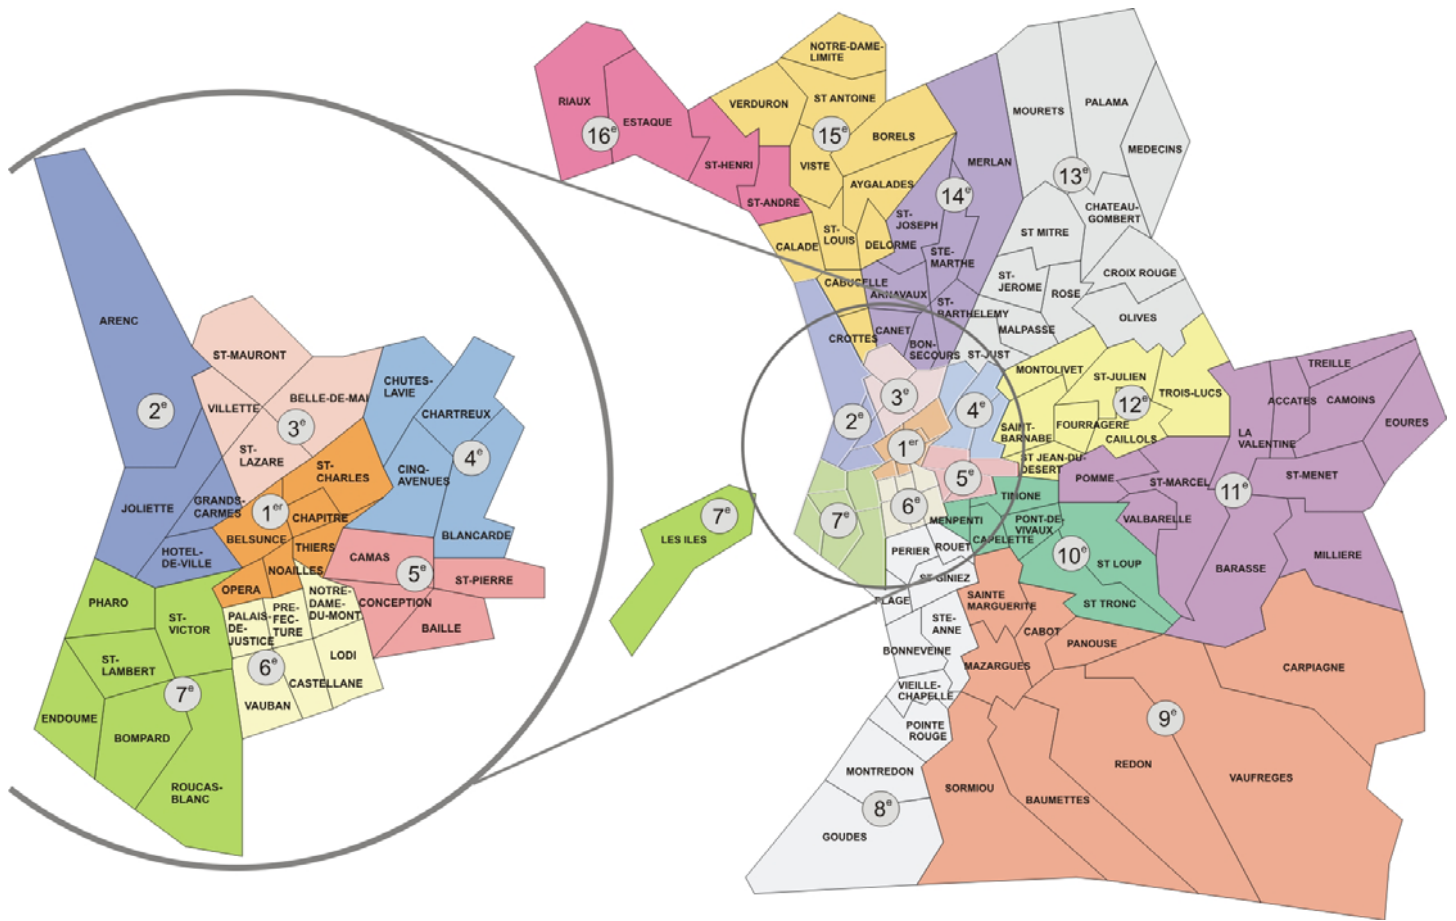 ARENC
2e
ST-MAURONT
VILLETTE
BELLE-DE-MAI
3e
ST-
LAZARE
CHUTES-
LAVIE
CHARTREUX
4e
CINQ-
AVENUES
BLANCARDE
JOLIETTE
GRANDS-
CARMES
HOTEL-
DE-VILLE
ST-
CHARLES
1er
CHAPITRE
BELSUNCE
THIERS
NOAILLES
OPERA
CAMAS
5e
ST-PIERRE
CONCEPTION
BAILLE
PHARO
ST-
VICTOR
ST-
LAMBERT
7e
ENDOUME
BOMPARD
ROUCAS-
BLANC
PALAIS-
DE-
JUSTICE
PRE-
FEC-
TURE
NOTRE-
DAME-
DU-MONT
6e
LODI
CASTELLANE
VAUBAN
RIAUX
ESTAQUE
16e
ST-HENRI
ST-ANDRE
NOTRE-DAME-
LIMITE
VERDURON
ST ANTOINE
15e
BORELS
VISTE
AYGALADES
ST-
LOUIS
DELORME
CALADE
CABUCELLE
CROTTES
MERLAN
14e
ST-
JOSEPH
STE-
MARTHE
ARNAVAUX
ST-
BARTHELEMY
CANET
BON-
SECOURS
MOURETS
PALAMA
MEDECINS
13e
CHATEAU-
GOMBERT
ST MITRE
CROIX ROUGE
ST-
JEROME
ROSE
OLIVES
MALPASSE
ST-JUST
MONTOLIVET
ST-JULIEN
TROIS-LUCS
12e
SAINT-
BARNABE
FOURRAGERE
CAILLOLS
ST JEAN-DU-
DESERT
2e
3e
4e
1er
5e
6e
7e
LES ILES
7e
TREILLE
ACCATES
CAMOINS
EOURES
LA
VALENTINE
ST-MENET
POMME
ST-MARCEL
11e
VALBARELLE
BARASSE
MILLIERE
TIMONE
MENPENTI
PONT-DE-
VIVAUX
CAPELETTE
10e
ST LOUP
ST TRONC
PERIER
ROUET
ST-GINIEZ
PLAGE
STE-
ANNE
BONNEVEINE
VIEILLE-
CHAPELLE
POINTE
ROUGE
MONTREDON
8e
GOUDES
SAINTE
MARGUERITE
CABOT
PANOUSE
MAZARGUES
CARPIAGNE
9e
REDON
VAUFREGES
SORMIOU
BAUMETTES